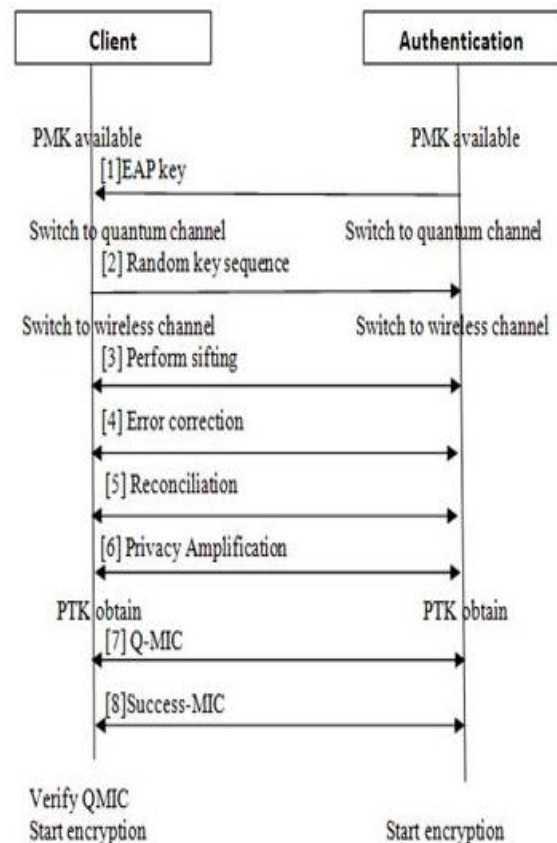 Client Authentication
PMK available PMK available
[1]EAP key
Switch to quantum channel Switch to quantum channel
[2] Random key sequence
Switch to wireless channel Switch to wireless channel
[3] Perform sifting
[4] Error correction
[5] Reconciliation
[6] Privacy Amplification
PTK obtain PTK obtain
[7] Q-MIC
[8]Success-MIC
Verify QMIC
Start encryption Start encryption